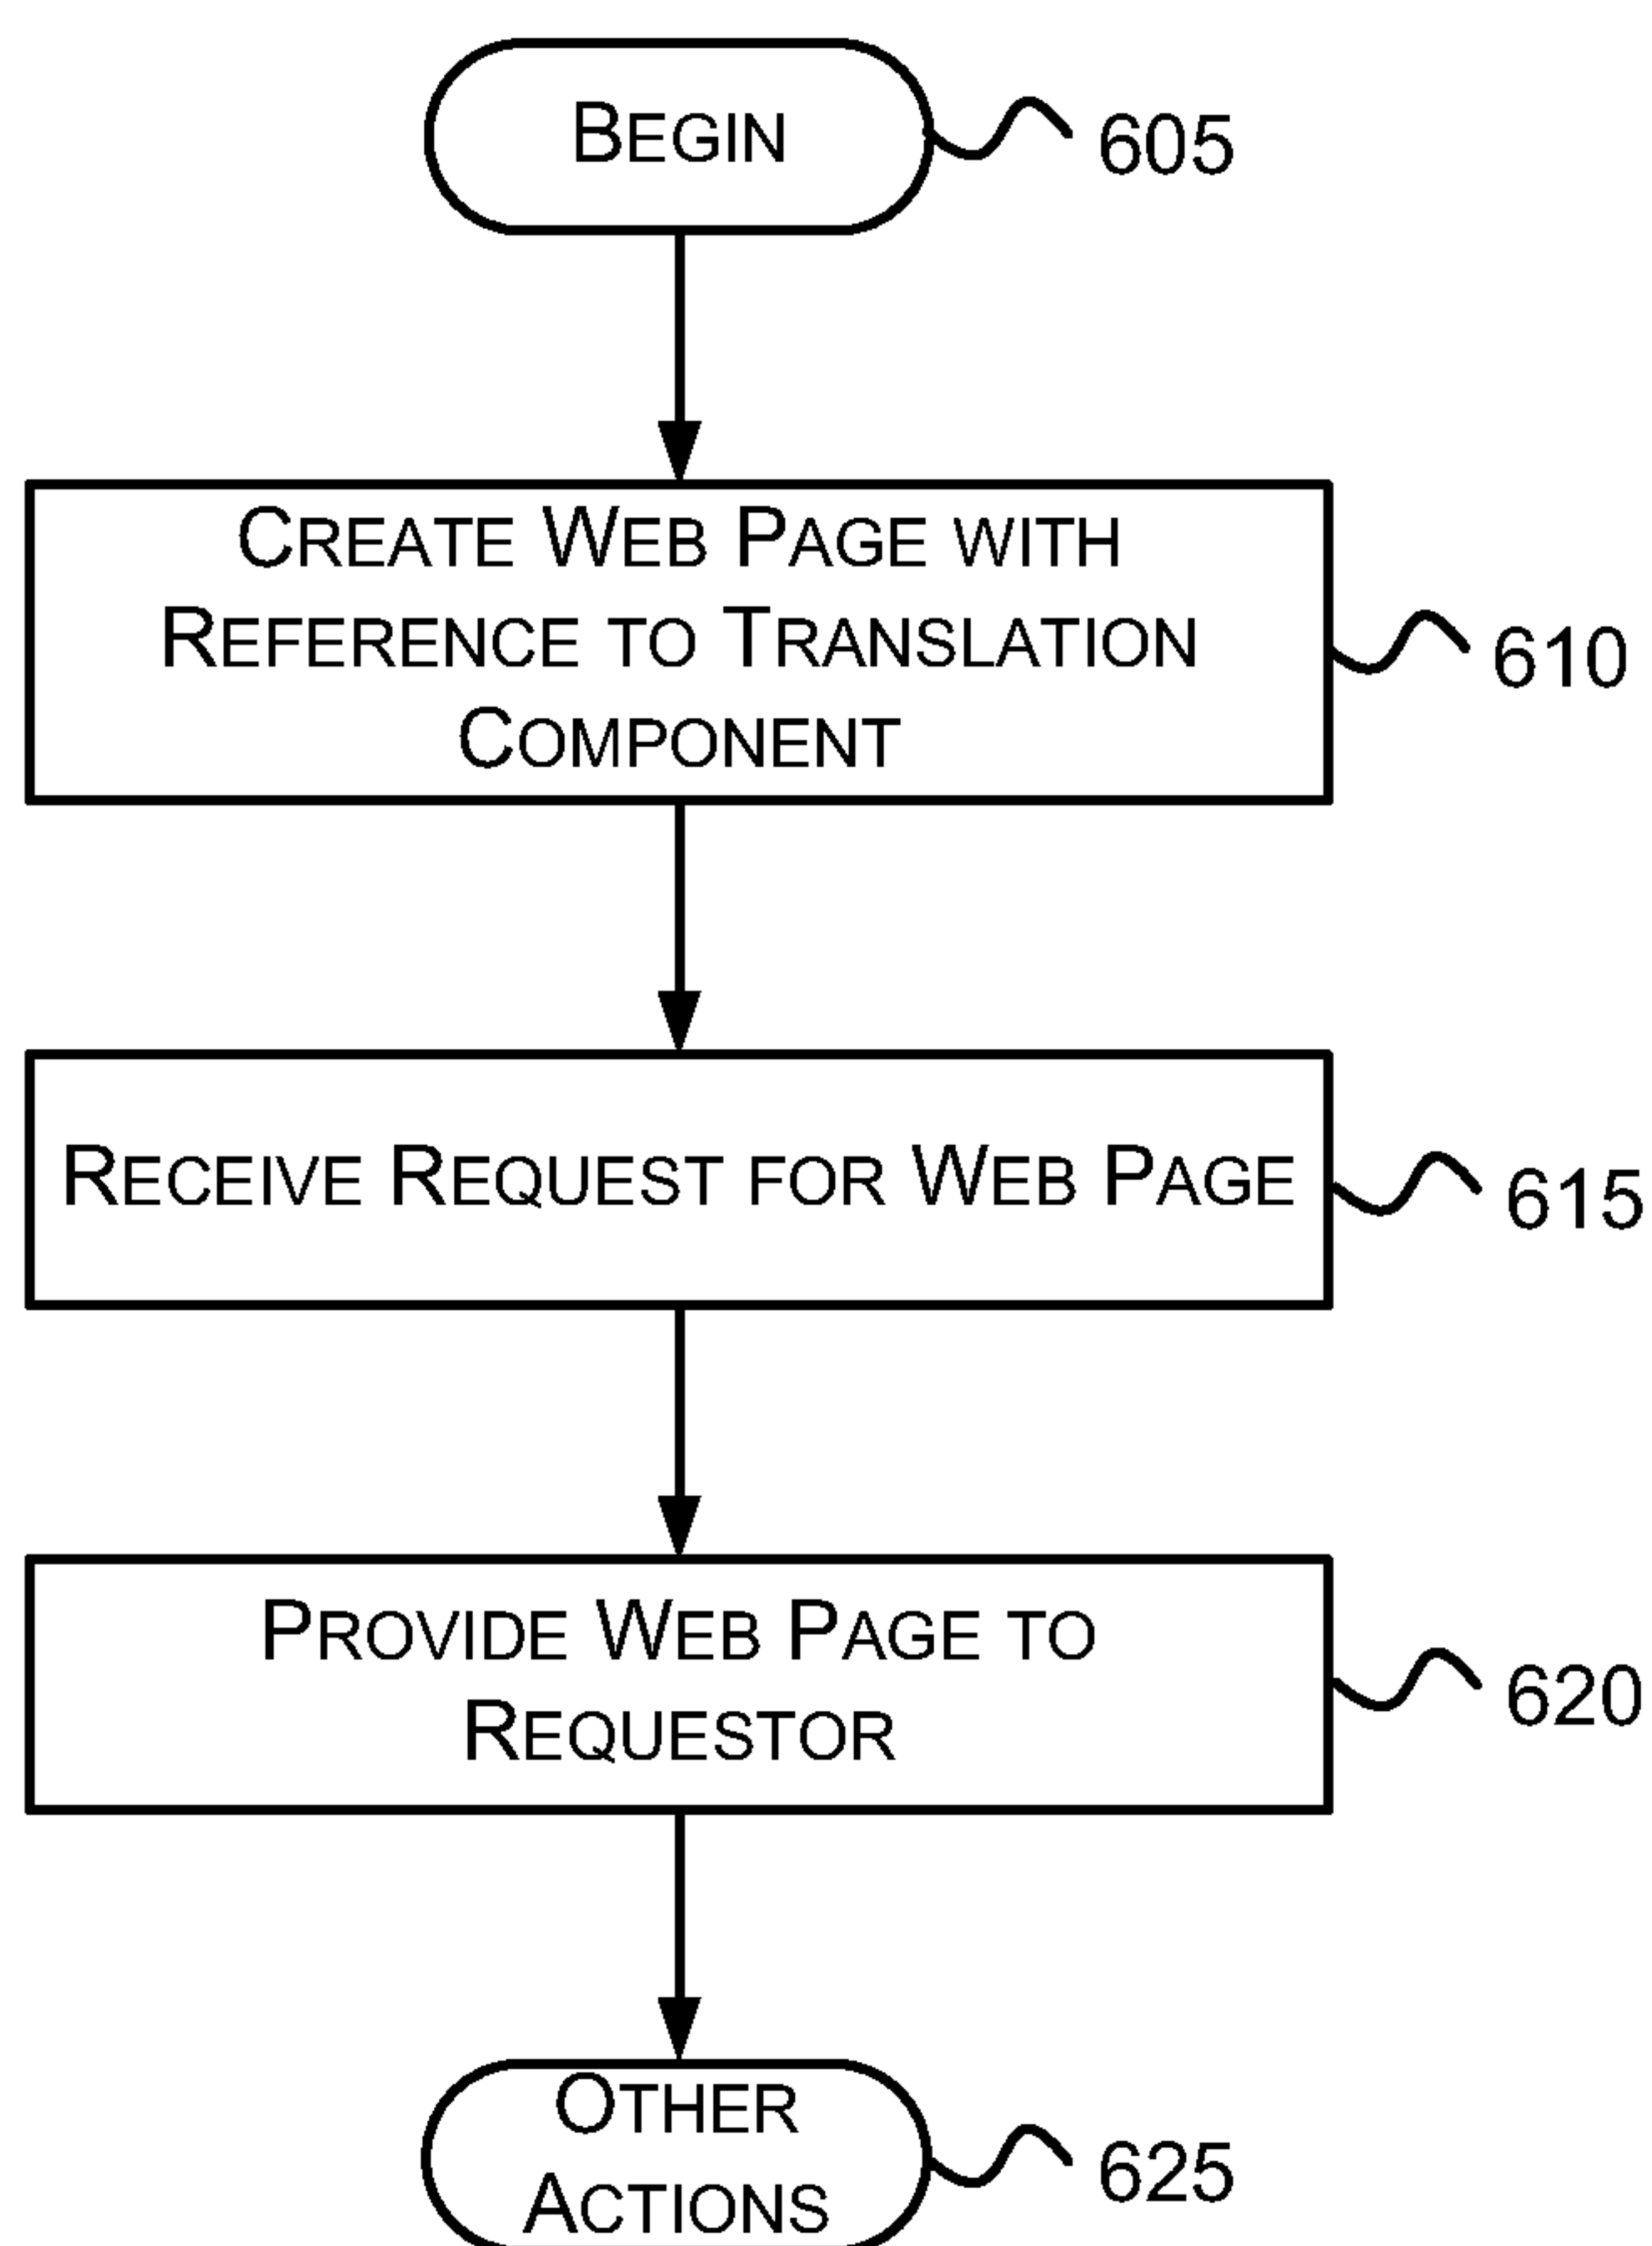 BEGIN
605
CREATE WEB PAGE WITH
REFERENCE TO TRANSLATION
COMPONENT
610
RECEIVE REQUEST FOR WEB PAGE
615
PROVIDE WEB PAGE TO
REQUESTOR
620
OTHER
ACTIONS
625